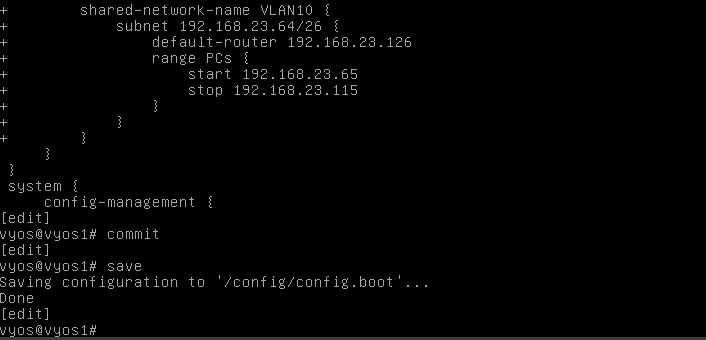 +        shared-network-name VLAN10 {
+            subnet 192.168.23.64/26 {
+                default-router 192.168.23.126
+                range PCs {
+                    start 192.168.23.65
+                    stop 192.168.23.115
+                }
+            }
+        }
     }
 }
 system {
     config-management {
[edit]
vyos@vyos1# commit
[edit]
vyos@vyos1# save
Saving configuration to '/config/config.boot'...
Done
[edit]
vyos@vyos1#